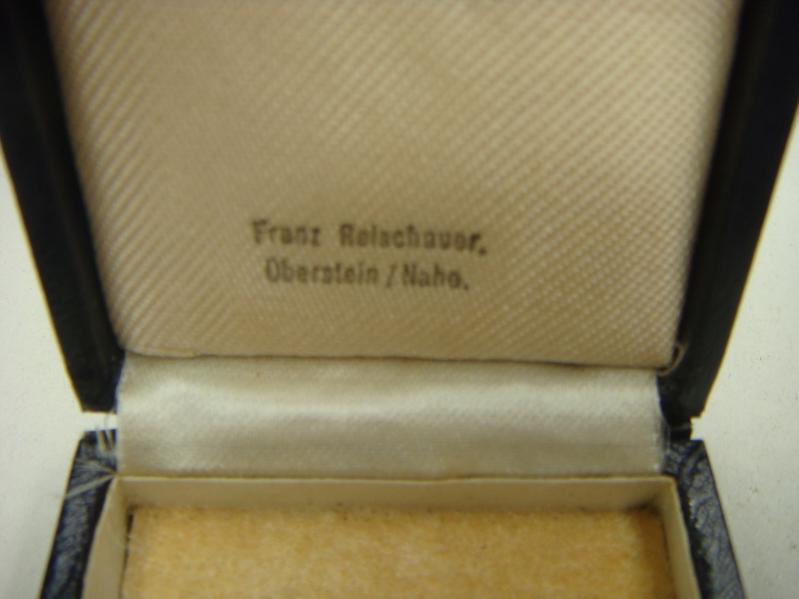 Franz Reischauer,
Oberstein / Nahe.